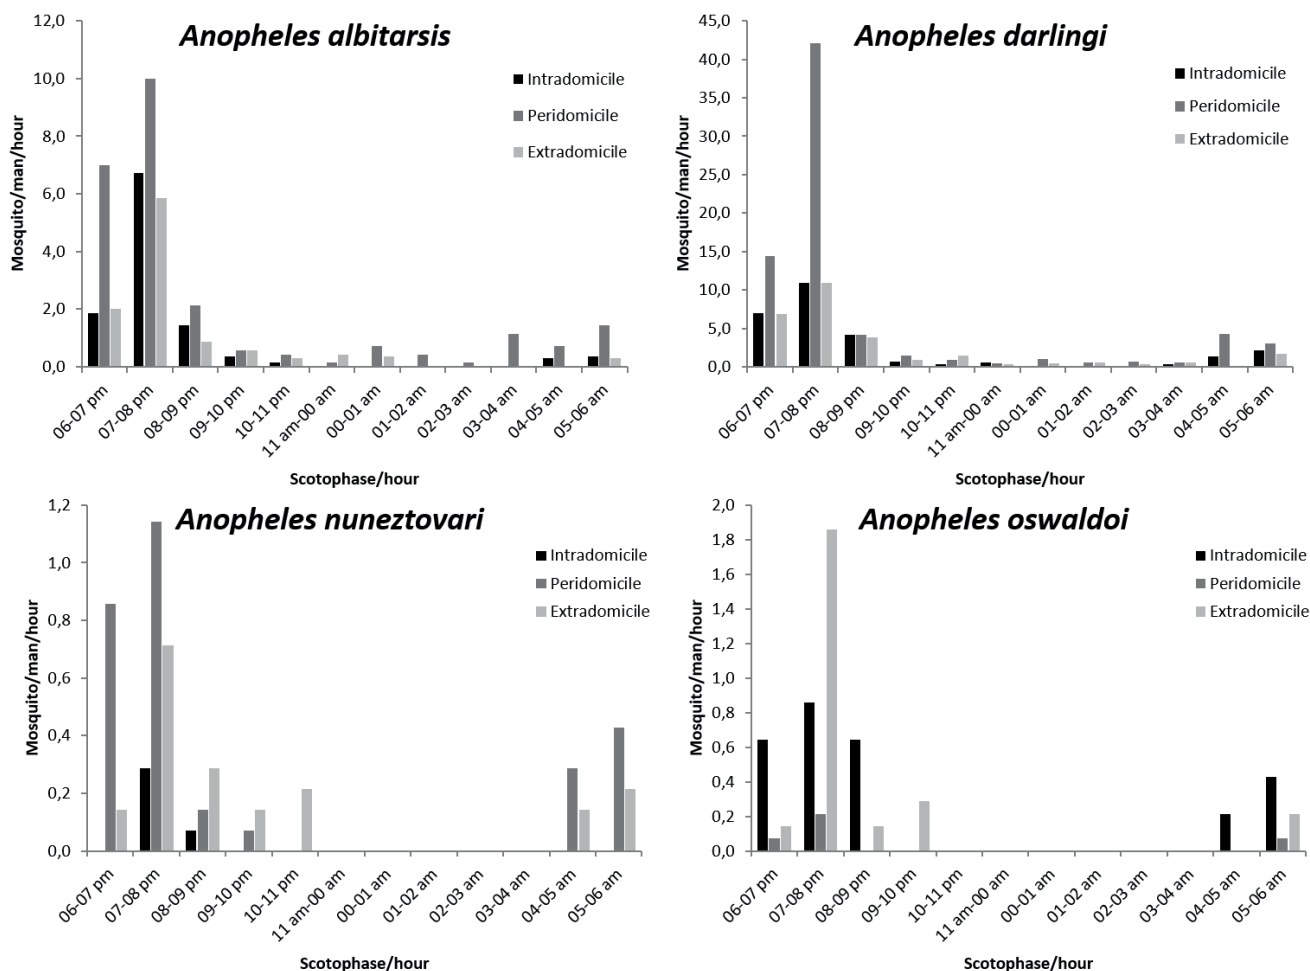 Anopheles albitarsis
12,0
10,0
8,0
6,0
4,0
2,0
0,0
Mosquito/man/hour
Intradomicile
Peridomicile
Extradomicile
06-07 pm
07-08 pm
08-09 pm
09-10 pm
10-11 pm
11 am-00 am
00-01 am
01-02 am
02-03 am
03-04 am
04-05 am
05-06 am
Scotophase/hour
Anopheles darlingi
45,0
40,0
35,0
30,0
25,0
20,0
15,0
10,0
5,0
0,0
Mosquito/man/hour
Intradomicile
Peridomicile
Extradomicile
06-07 pm
07-08 pm
08-09 pm
09-10 pm
10-11 pm
11 am-00 am
00-01 am
01-02 am
02-03 am
03-04 am
04-05 am
05-06 am
Scotophase/hour
Anopheles nuneztovari
1,2
1,0
0,8
0,6
0,4
0,2
0,0
Mosquito/man/hour
Intradomicile
Peridomicile
Extradomicile
06-07 pm
07-08 pm
08-09 pm
09-10 pm
10-11 pm
11 am-00 am
00-01 am
01-02 am
02-03 am
03-04 am
04-05 am
05-06 am
Scotophase/hour
Anopheles oswaldoi
2,0
1,8
1,6
1,4
1,2
1,0
0,8
0,6
0,4
0,2
0,0
Mosquito/man/hour
Intradomicile
Peridomicile
Extradomicile
06-07 pm
07-08 pm
08-09 pm
09-10 pm
10-11 pm
11 am-00 am
00-01 am
01-02 am
02-03 am
03-04 am
04-05 am
05-06 am
Scotophase/hour